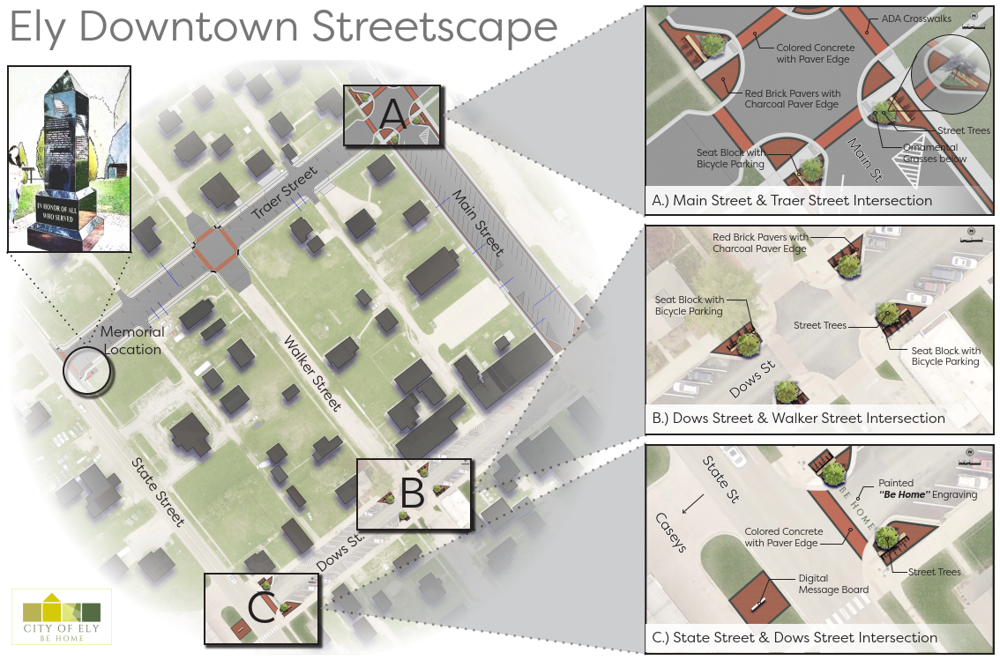 Ely Downtown Streetscape
IN HONOR OF ALL
WHO SERVED
Memorial
Location
Traer Street
Main Street
Walker Street
State Street
Dows St.
A
B
C
CITY OF ELY
BE HOME
ADA Crosswalks
Colored Concrete
with Paver Edge
Red Brick Pavers with
Charcoal Paver Edge
Street Trees
Ornamental
Grasses below
Seat Block with
Bicycle Parking
Main St
A.) Main Street & Traer Street Intersection
Red Brick Pavers with
Charcoal Paver Edge
Seat Block with
Bicycle Parking
Street Trees
Seat Block with
Bicycle Parking
Dows St
B.) Dows Street & Walker Street Intersection
State St
Caseys
BE HOME
Painted
“Be Home” Engraving
Colored Concrete
with Paver Edge
Street Trees
Digital
Message Board
C.) State Street & Dows Street Intersection